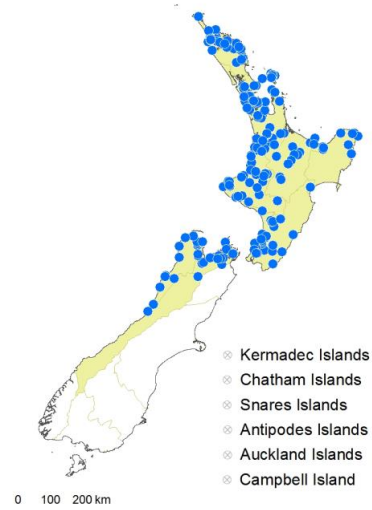 Kermadec Islands
Chatham Islands
Snares Islands
Antipodes Islands
Auckland Islands
Campbell Island
0 100 200 km